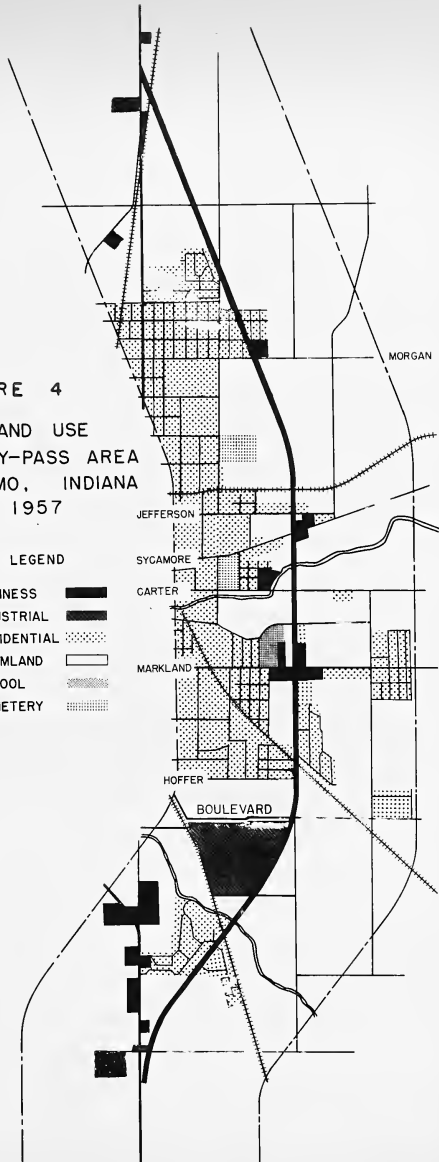 RE 4
AND USE
Y-PASS AREA
MO, INDIANA
1957
LEGEND
NESS
USTRIAL
IDENTIAL
MLAND
OOL
ETERY
MORGAN
JEFFERSON
SYCAMORE
CARTER
MARKLAND
HOFFER
BOULEVARD